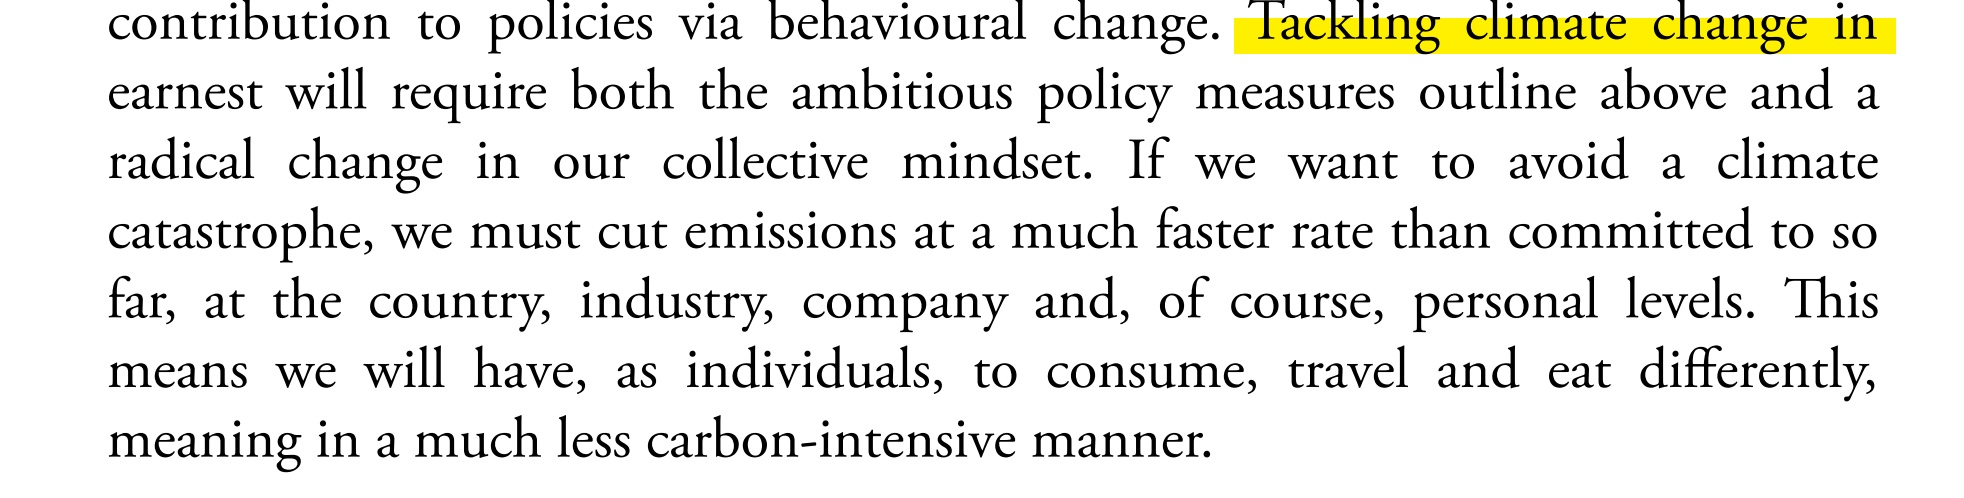 contribution to policies via behavioural change. Tackling climate change in
earnest will require both the ambitious policy measures outline above and a
radical change in our collective mindset. If we want to avoid a climate
catastrophe, we must cut emissions at a much faster rate than committed to so
far, at the country, industry, company and, of course, personal levels. This
means we will have, as individuals, to consume, travel and eat differently,
meaning in a much less carbon-intensive manner.